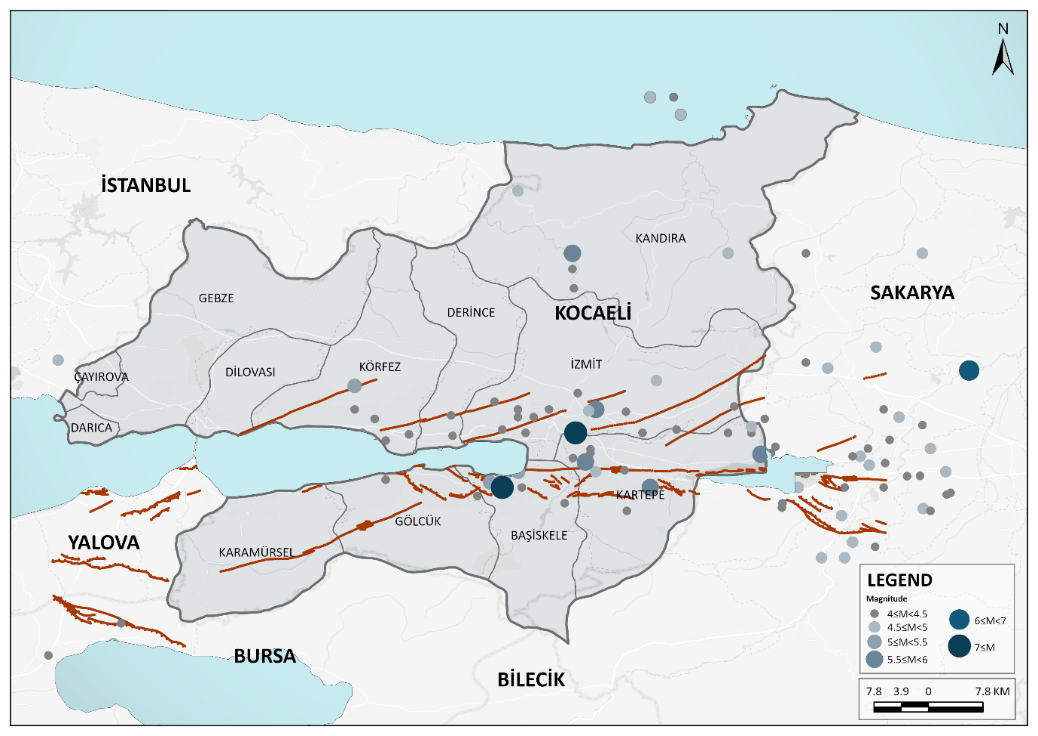 N
İSTANBUL
KANDIRA
SAKARYA
GEBZE
DERİNCE
KOCAELİ
ÇAYIROVA
DİLOVASI
KÖRFEZ
İZMİT
DARICA
KARTEPE
GÖLCÜK
BAŞİSKELE
YALOVA
KARAMÜRSEL
BURSA
BİLECİK
LEGEND
Magnitude
4≤M<4.5
4.5≤M<5
5≤M<5.5
5.5≤M<6
6≤M<7
7≤M
7.8 3.9 0 7.8 KM